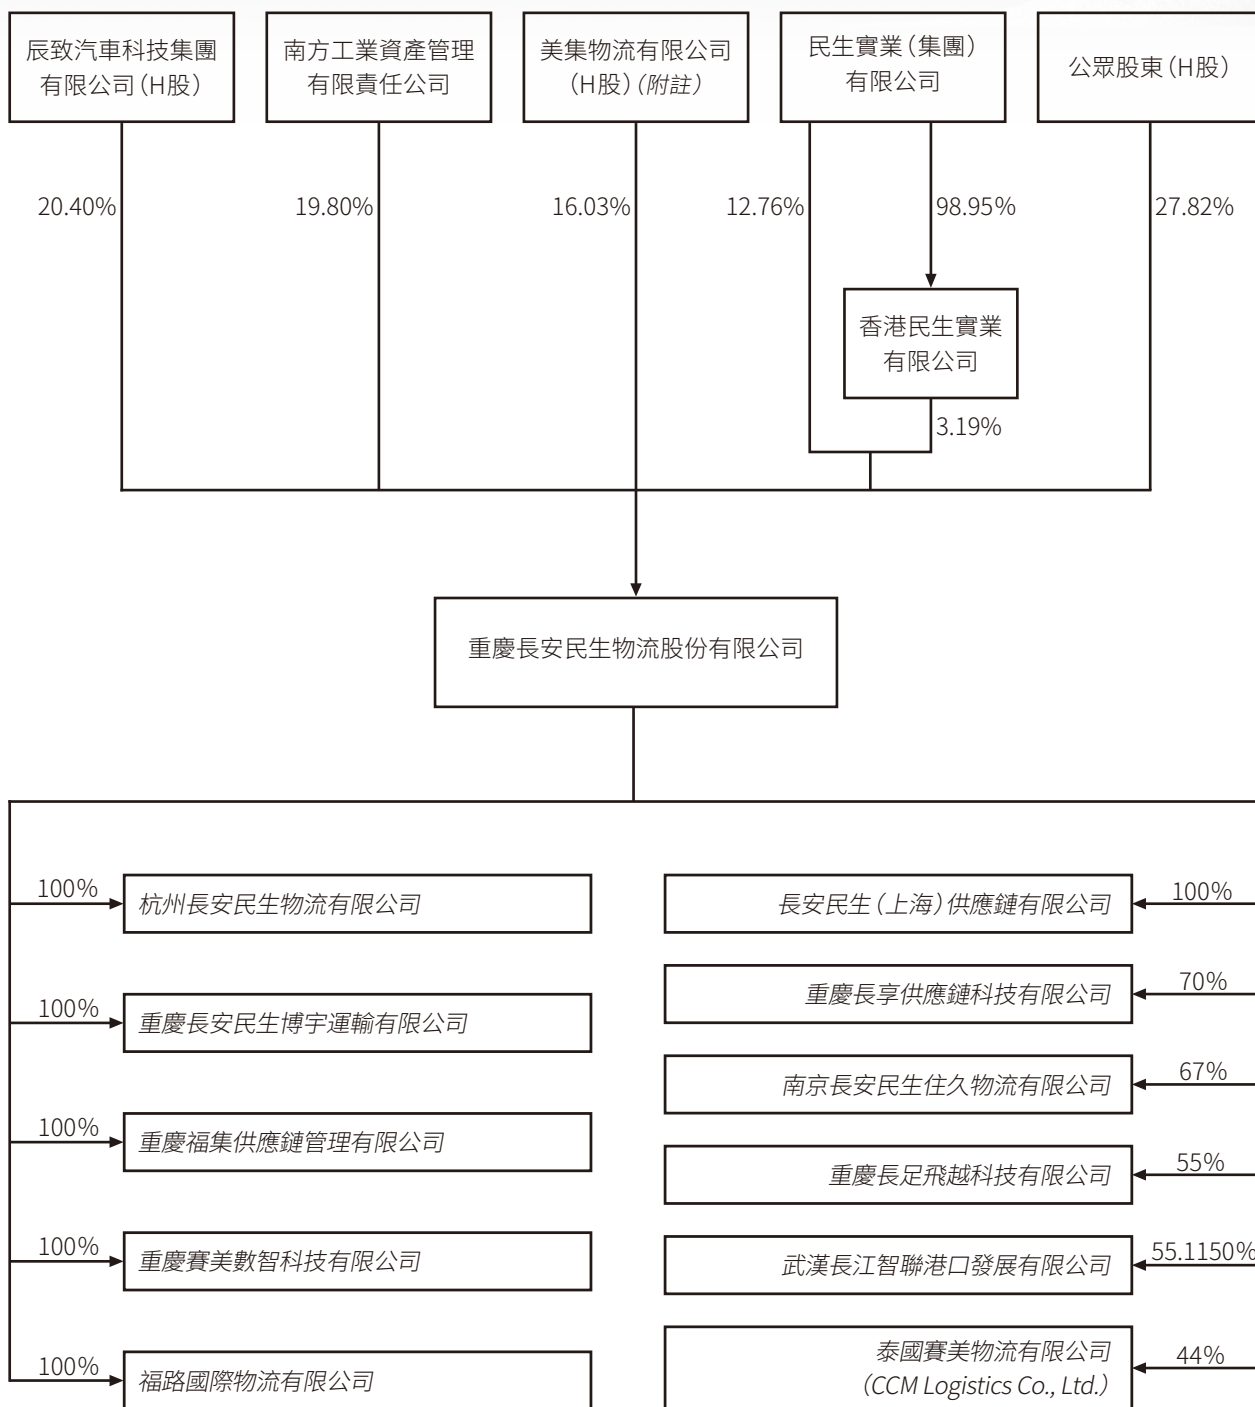 辰致汽車科技集團
有限公司（H股）
南方工業資產管理
有限責任公司
美集物流有限公司
（H股）（附註）
民生實業（集團）
有限公司
公眾股東（H股）
20.40%
19.80%
16.03%
12.76%
98.95%
27.82%
香港民生實業
有限公司
3.19%
重慶長安民生物流股份有限公司
100%
杭州長安民生物流有限公司
100%
重慶長安民生博宇運輸有限公司
100%
重慶福集供應鏈管理有限公司
100%
重慶賽美數智科技有限公司
100%
福路國際物流有限公司
長安民生（上海）供應鏈有限公司
100%
重慶長享供應鏈科技有限公司
70%
南京長安民生住久物流有限公司
67%
重慶長足飛越科技有限公司
55%
武漢長江智聯港口發展有限公司
55.1150%
泰國賽美物流有限公司
（CCM Logistics Co., Ltd.）
44%